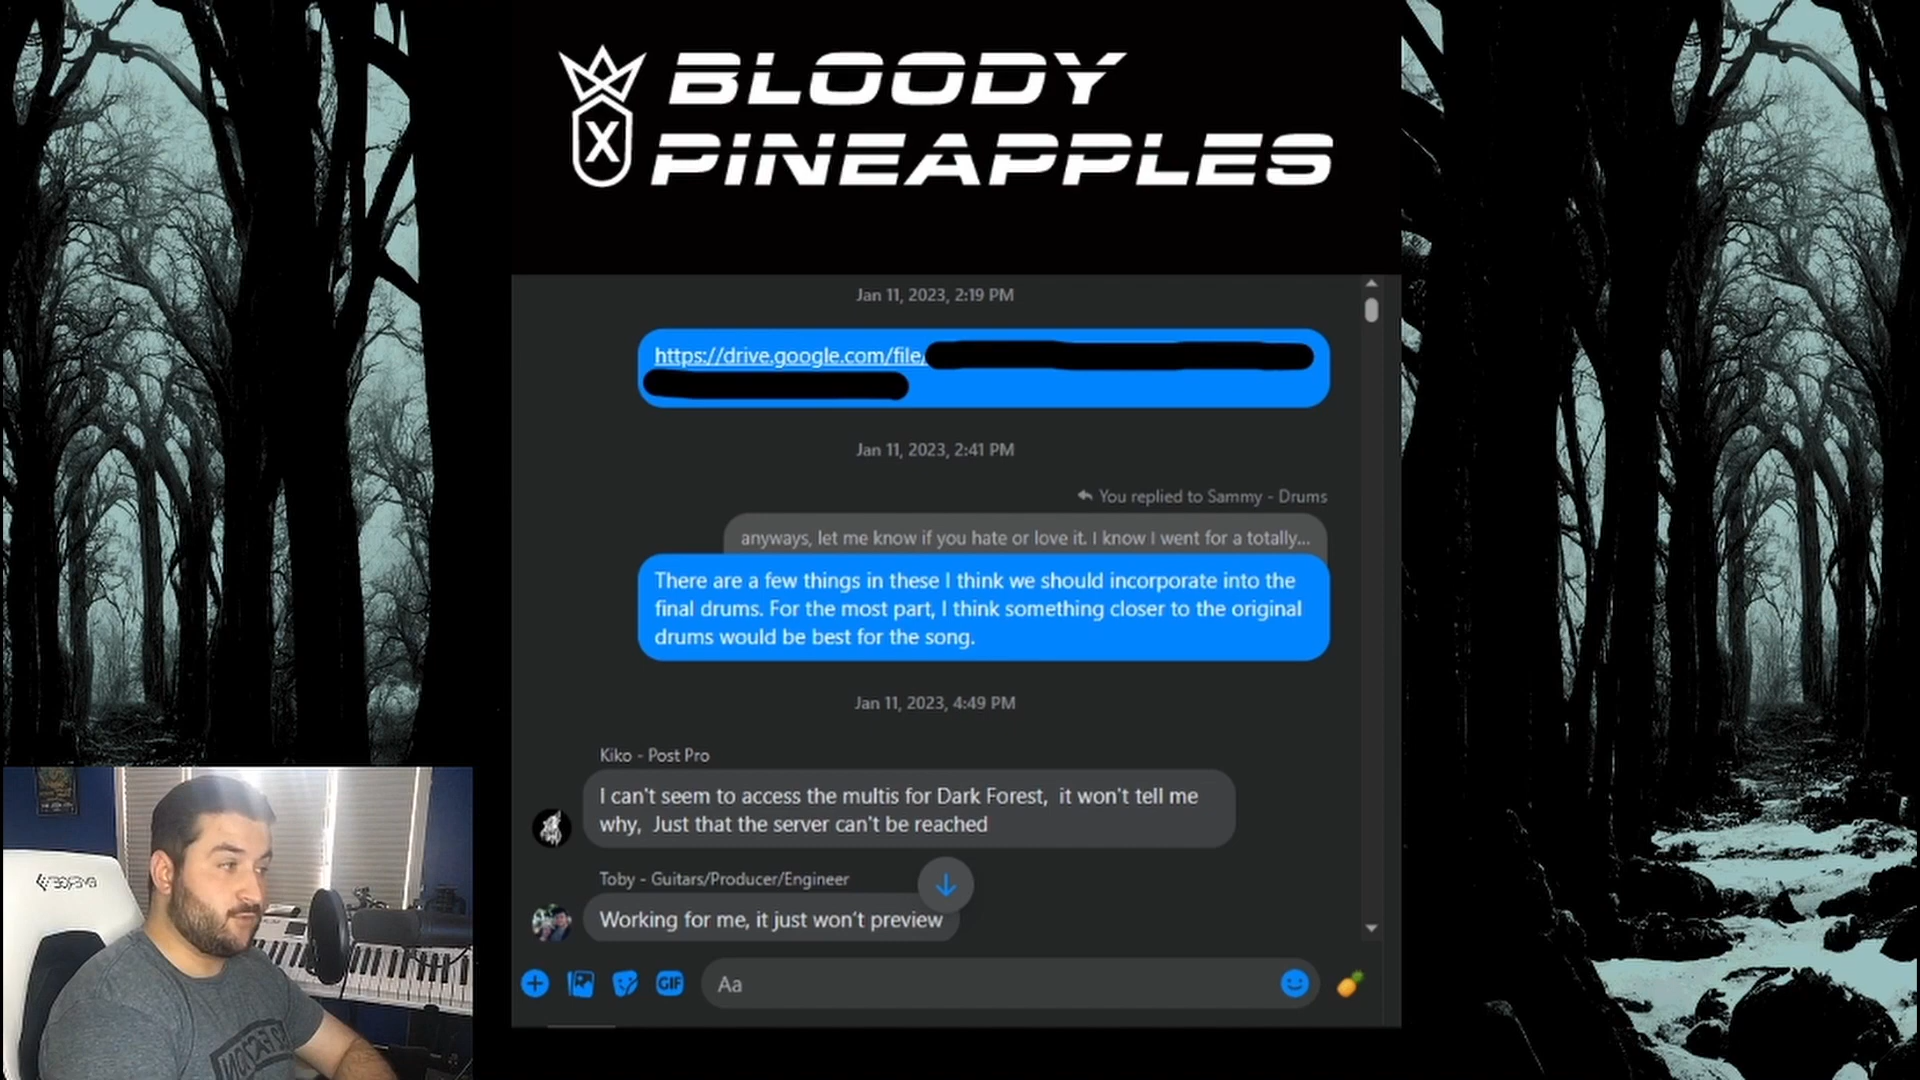 BLOODY
PINEAPPLES
X
Jan 11, 2023, 2:19 PM
https://drive.google.com/file/
Jan 11, 2023, 2:41 PM
You replied to Sammy - Drums
anyways, let me know if you hate or love it. I know I went for a totally...
There are a few things in these I think we should incorporate into the
final drums. For the most part, I think something closer to the original
drums would be best for the song.
Jan 11, 2023, 4:49 PM
Kiko - Post Pro
I can't seem to access the multis for Dark Forest,  it won't tell me
why,  Just that the server can't be reached
Toby - Guitars/Producer/Engineer
Working for me, it just won't preview
GIF
Aa